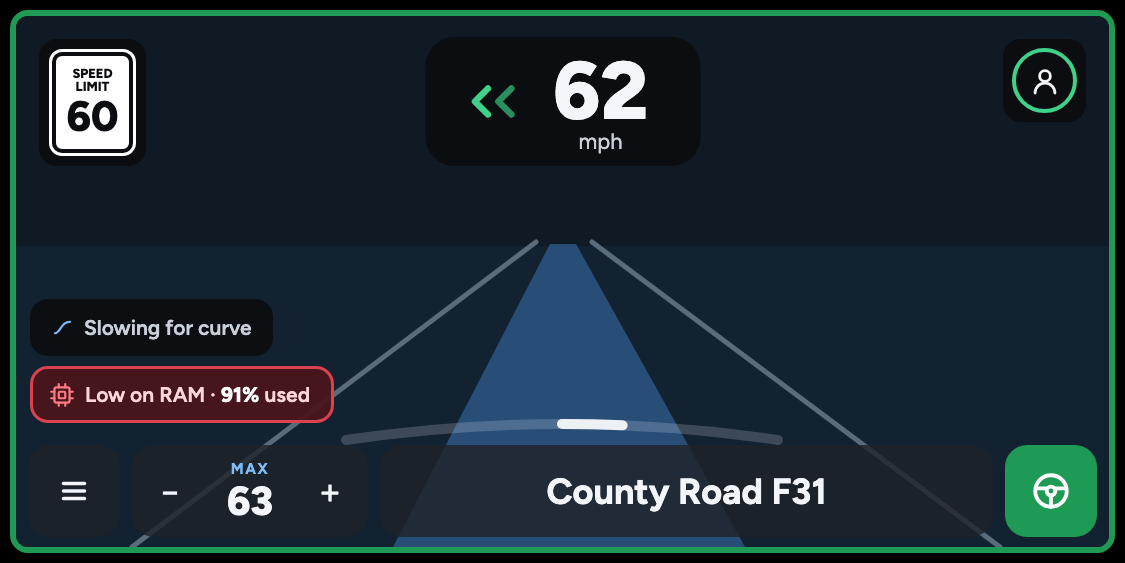 SPEED
LIMIT
60
62
mph
Slowing for curve
Low on RAM · 91% used
MAX
− 63 +
County Road F31